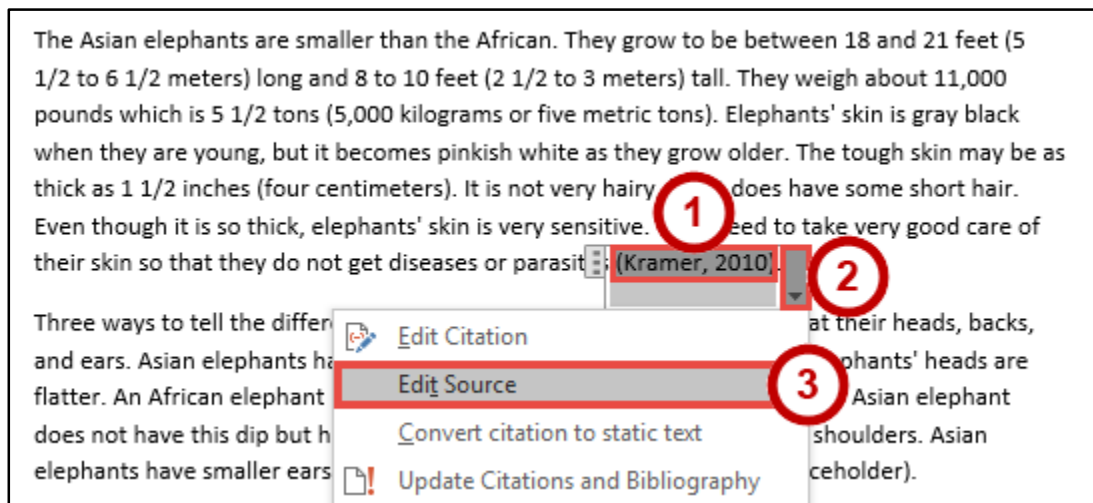 The Asian elephants are smaller than the African. They grow to be between 18 and 21 feet (5
1/2 to 6 1/2 meters) long and 8 to 10 feet (2 1/2 to 3 meters) tall. They weigh about 11,000
pounds which is 5 1/2 tons (5,000 kilograms or five metric tons). Elephants' skin is gray black
when they are young, but it becomes pinkish white as they grow older. The tough skin may be as
thick as 1 1/2 inches (four centimeters). It is not very hairy does have some short hair.
1
Even though it is so thick, elephants' skin is very sensitive. eed to take very good care of
their skin so that they do not get diseases or parasit (Kramer, 2010).
2
Three ways to tell the differ at their heads, backs,
Edit Citation
and ears. Asian elephants ha phants' heads are
Edit Source
3
flatter. An African elephant Asian elephant
does not have this dip but h shoulders. Asian
Convert citation to static text
elephants have smaller ears ceholder).
Update Citations and Bibliography